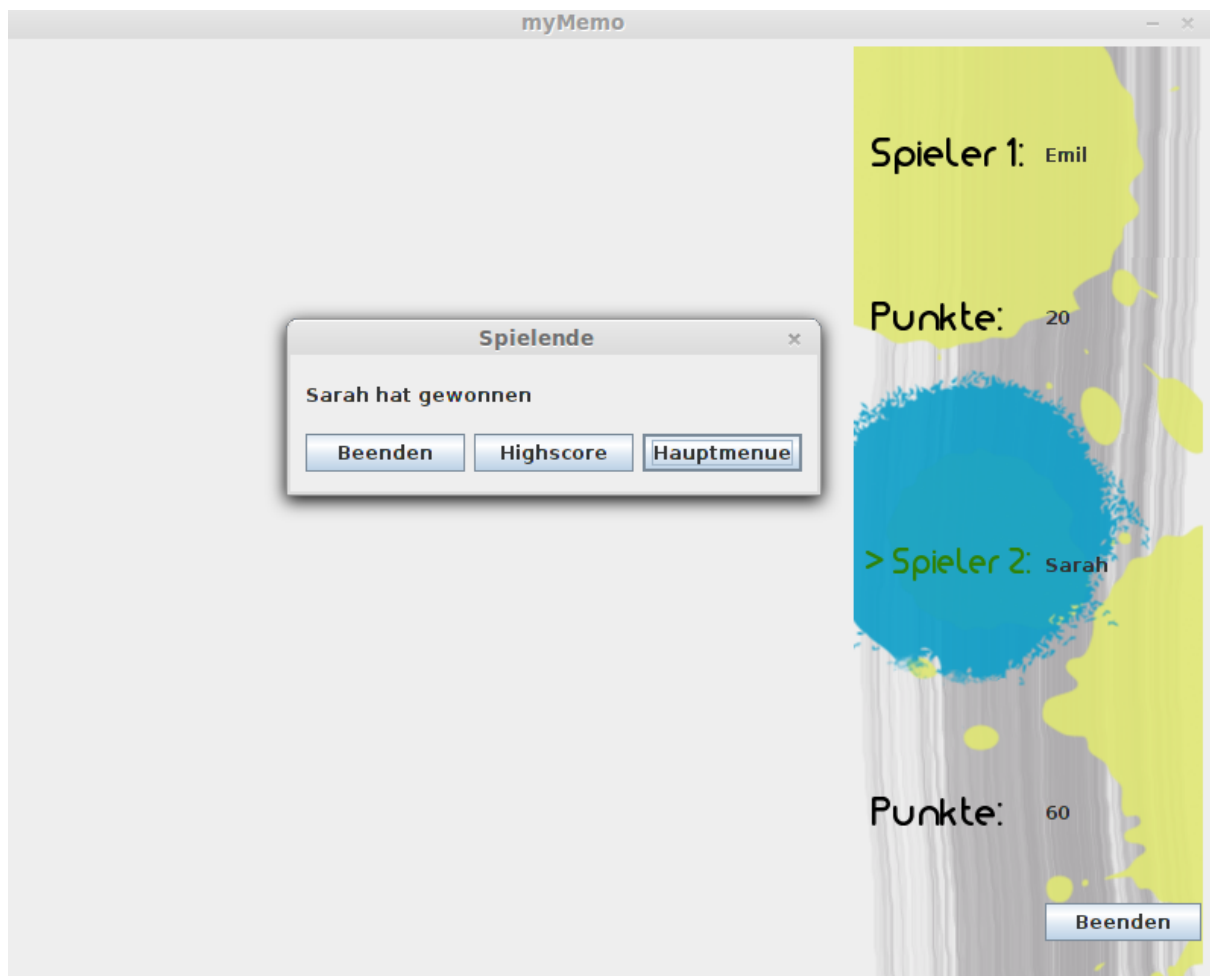 myMemo
Spieler 1: Emil
Punkte: 20
Spielende
Sarah hat gewonnen
Beenden Highscore Hauptmenue
> Spieler 2: Sarah
Punkte: 60
Beenden